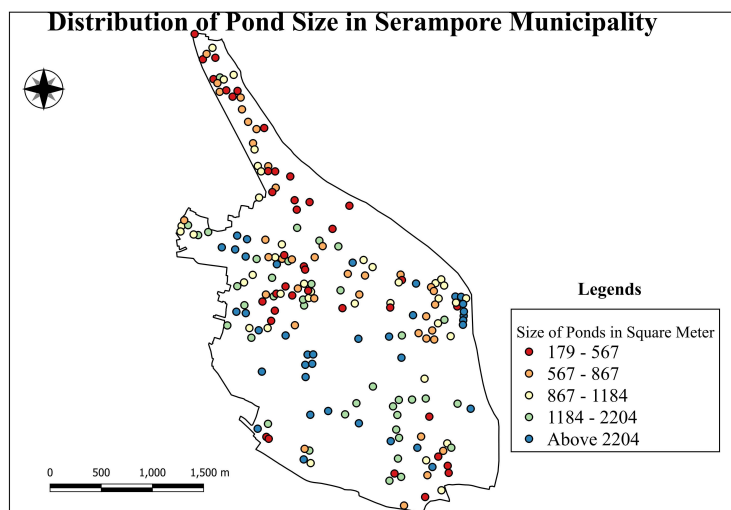 Distribution of Pond Size in Serampore Municipality
Legends
Size of Ponds in Square Meter
179 - 567
567 - 867
867 - 1184
1184 - 2204
Above 2204
0 500 1,000 1,500 m